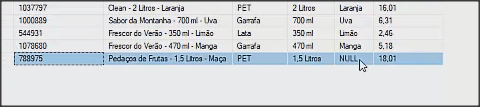 1037797 Clean - 2 Litros - Laranja PET 2 Litros Laranja 16,01
1000889 Sabor da Montanha - 700 ml - Uva Garrafa 700 ml Uva 6,31
544931 Frescor do Verão - 350 ml - Limão Lata 350 ml Limão 2,46
1078680 Frescor do Verão - 470 ml - Manga Garrafa 470 ml Manga 5,18
788975 Pedaços de Frutas - 1,5 Litros - Maça PET 1,5 Litros NULL 18,01